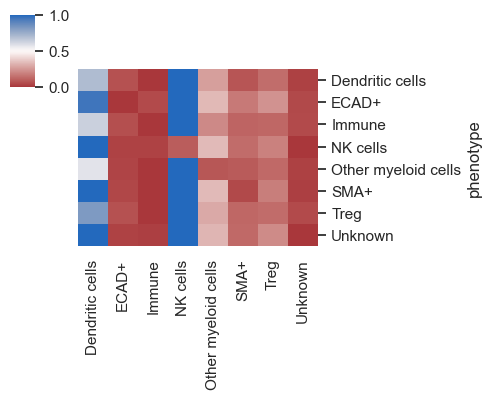 1.0
0.5
0.0
Dendritic cells
ECAD+
Immune
NK cells
Other myeloid cells
SMA+
Treg
Unknown
phenotype
Dendritic cells
ECAD+
Immune
NK cells
Other myeloid cells
SMA+
Treg
Unknown